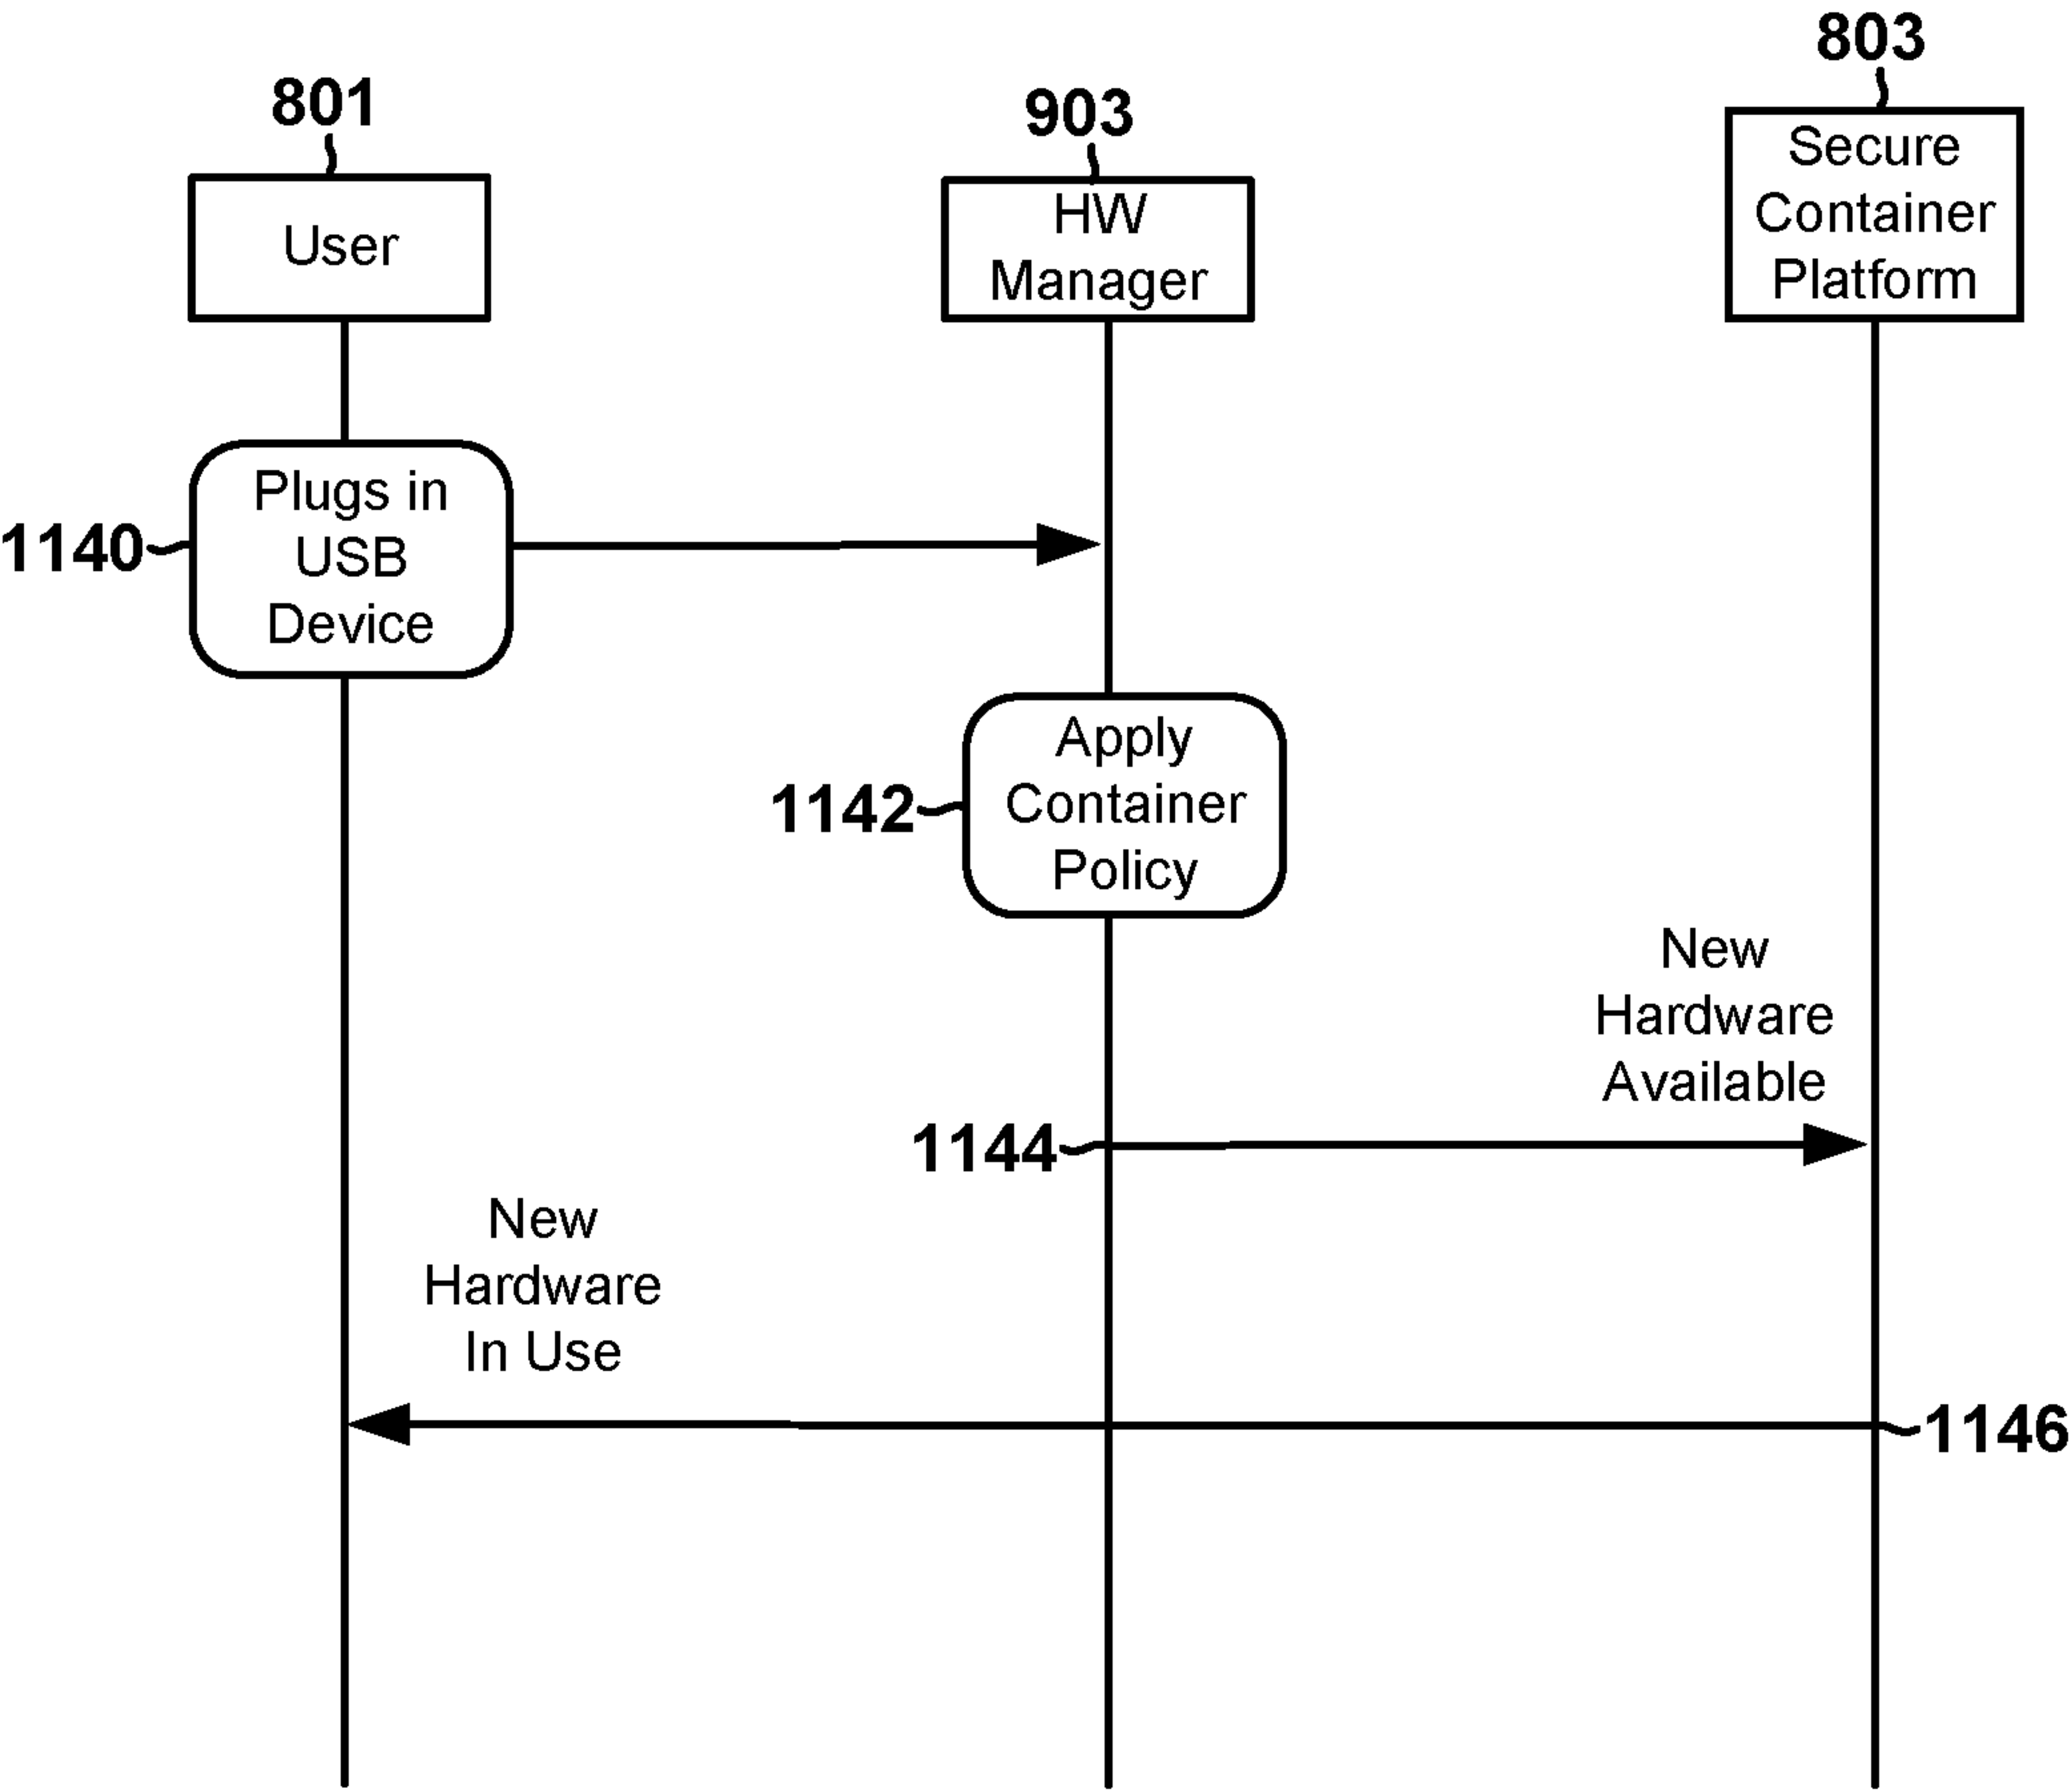 803
801
903
Secure
Container
Platform
User
HW
Manager
Plugs in
USB
Device
1140
Apply
Container
Policy
1142
New
Hardware
Available
1144
New
Hardware
In Use
1146